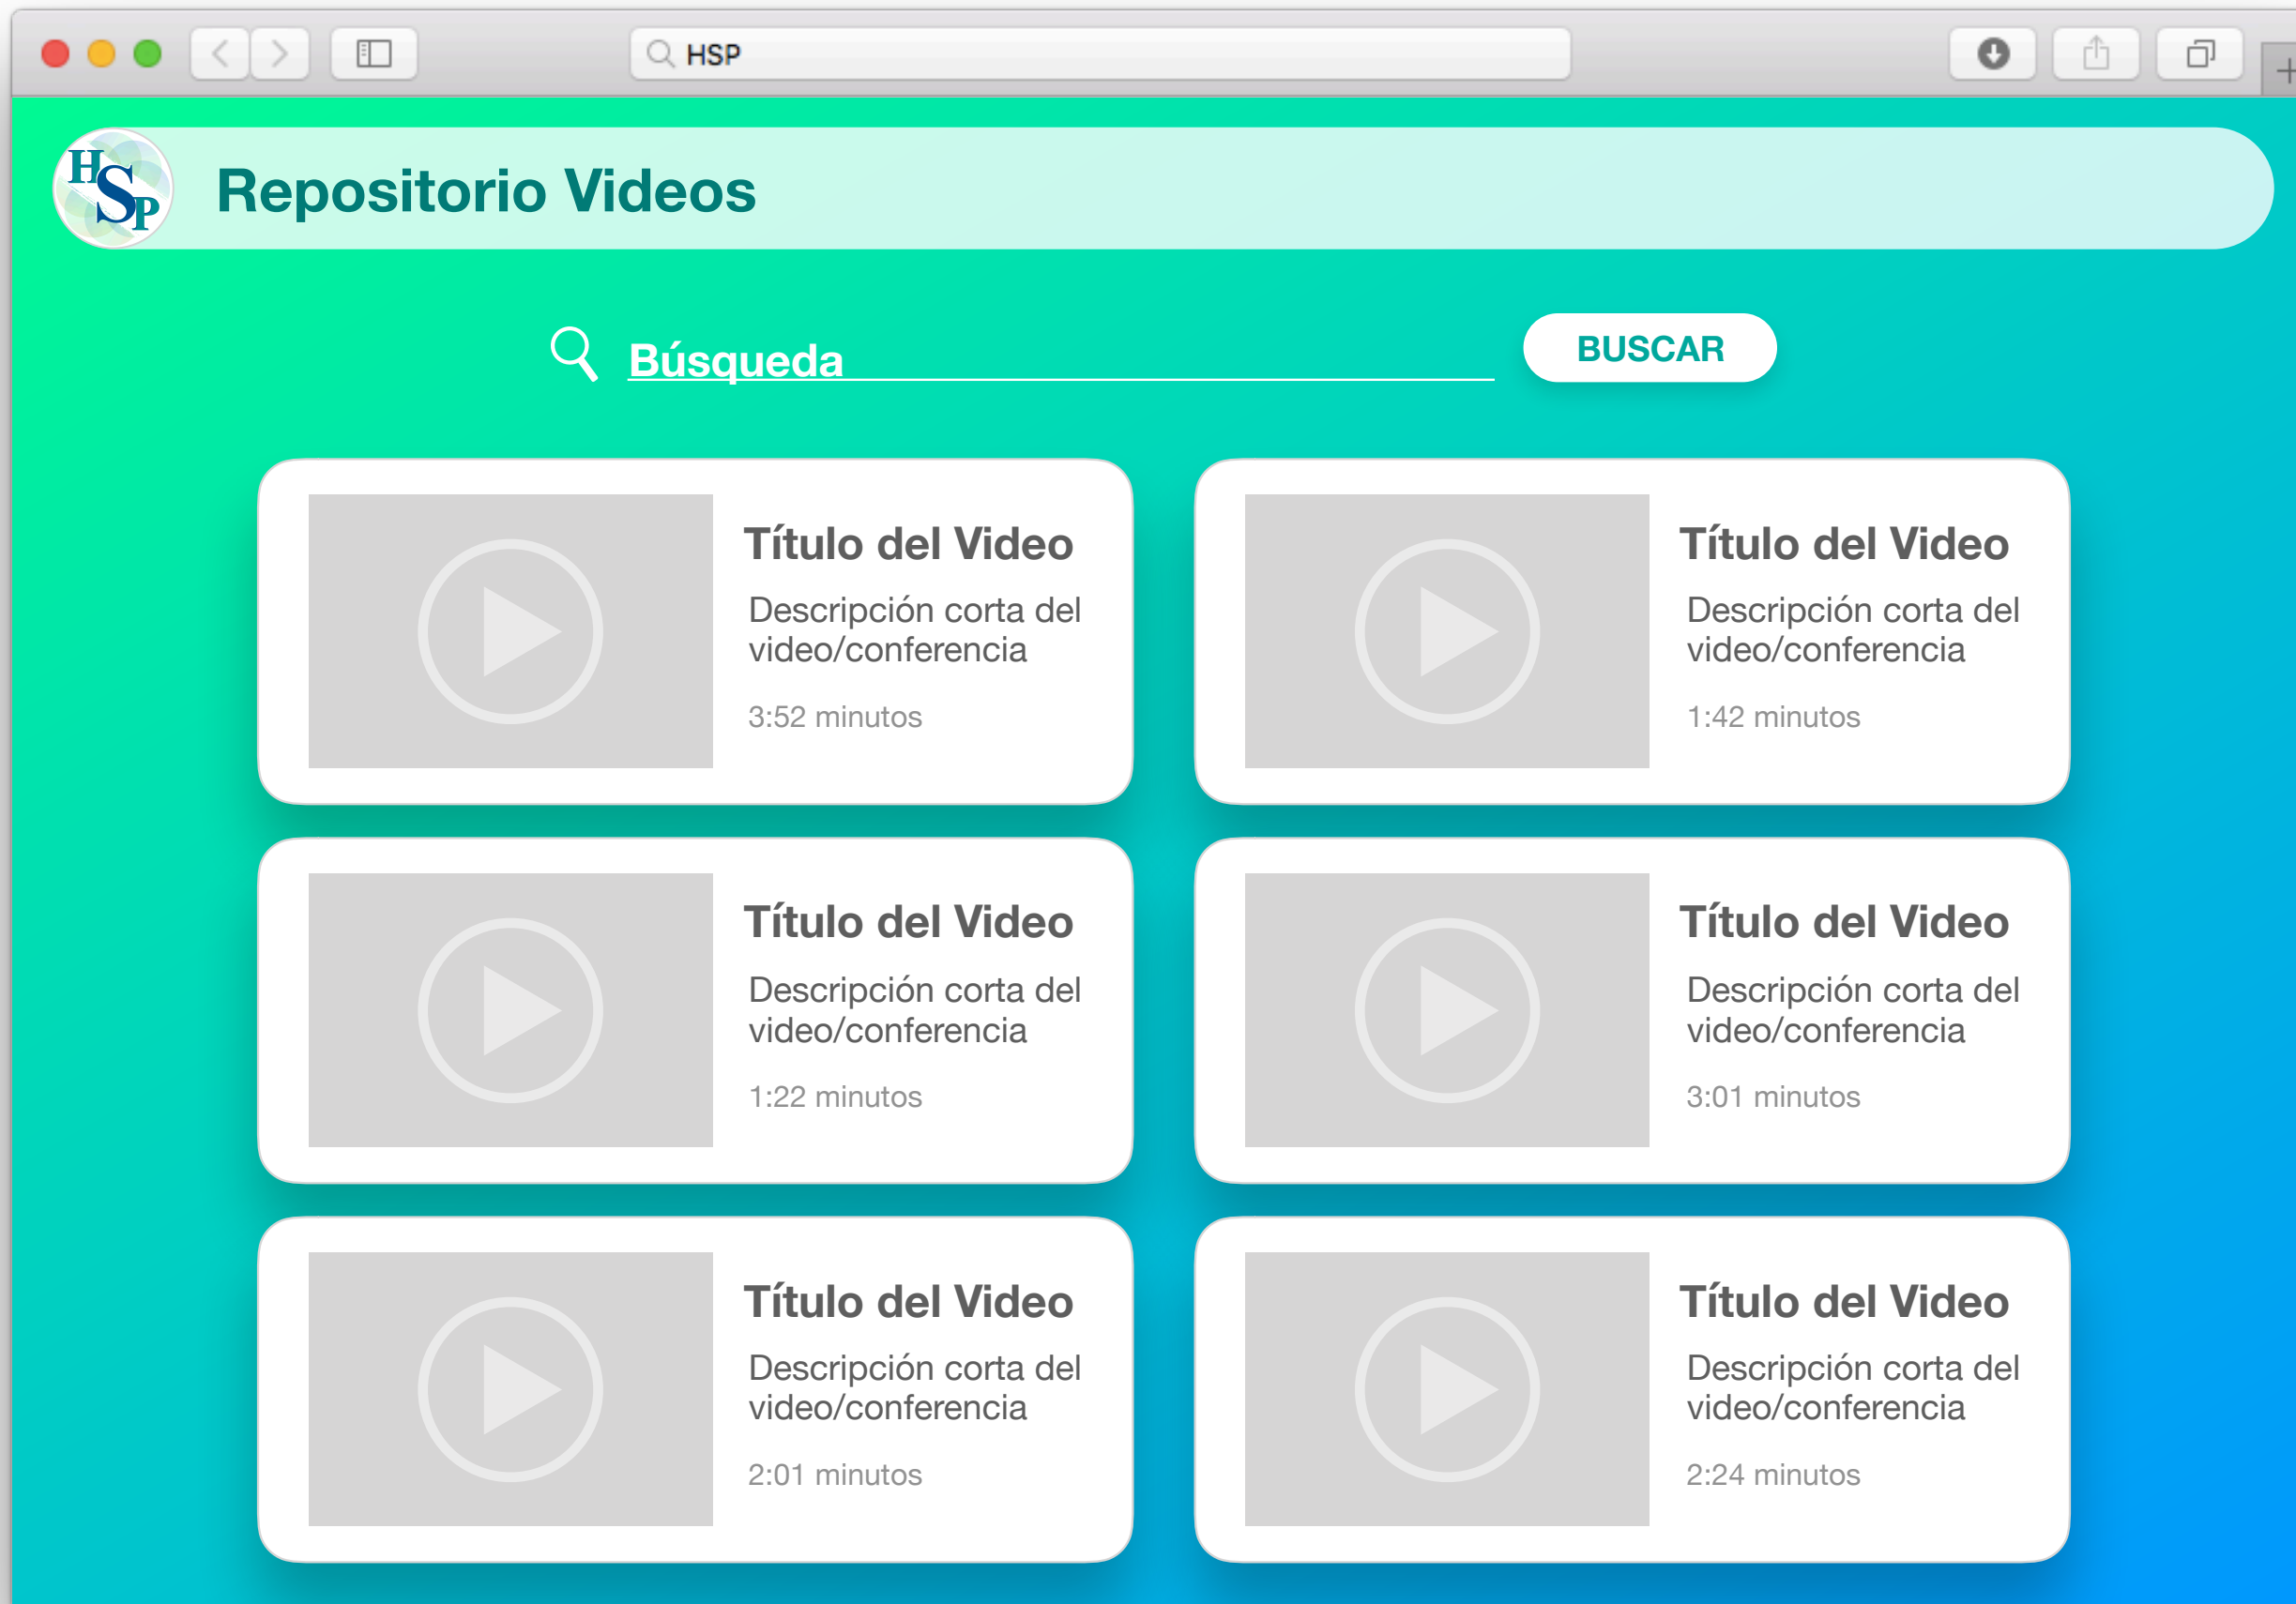 HSP
HSP
Repositorio Videos
Búsqueda
BUSCAR
Título del Video
Descripción corta del
video/conferencia
3:52 minutos
Título del Video
Descripción corta del
video/conferencia
1:42 minutos
Título del Video
Descripción corta del
video/conferencia
1:22 minutos
Título del Video
Descripción corta del
video/conferencia
3:01 minutos
Título del Video
Descripción corta del
video/conferencia
2:01 minutos
Título del Video
Descripción corta del
video/conferencia
2:24 minutos